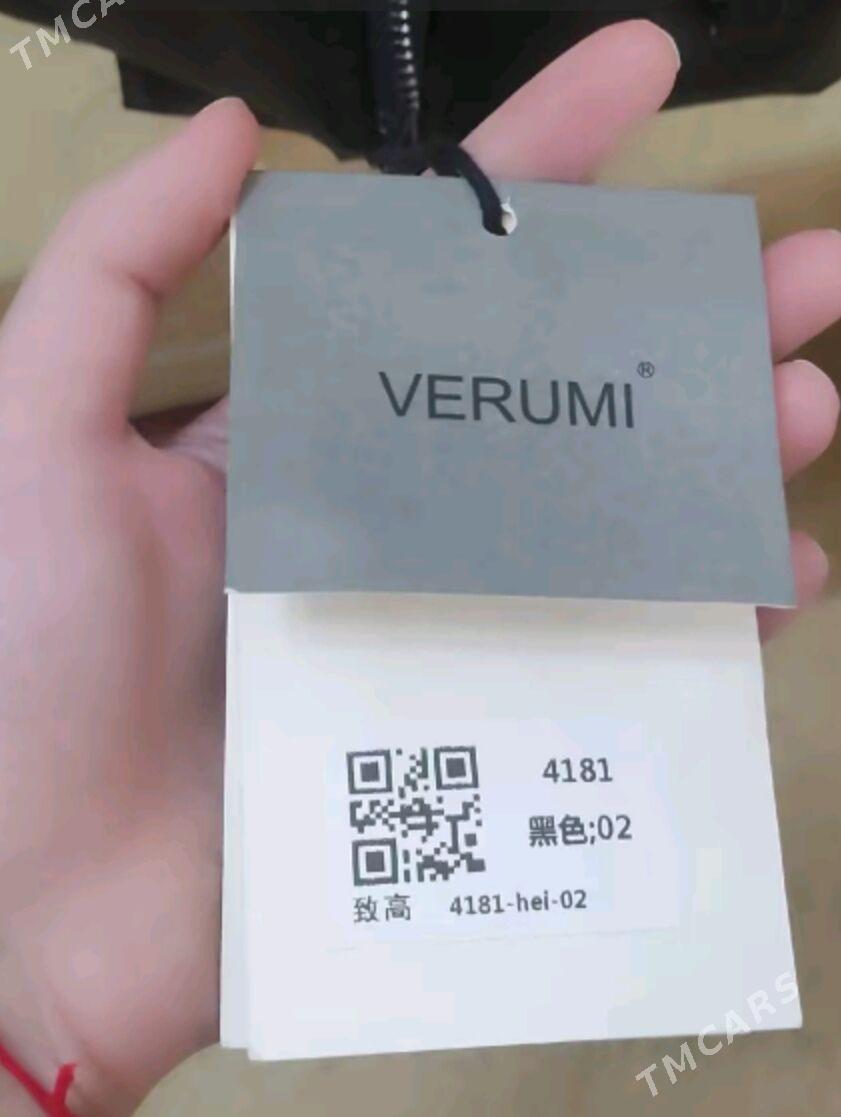 TMCARS
VERUMI®
4181
黑色;02
致高 4181-hei-02
TMCARS